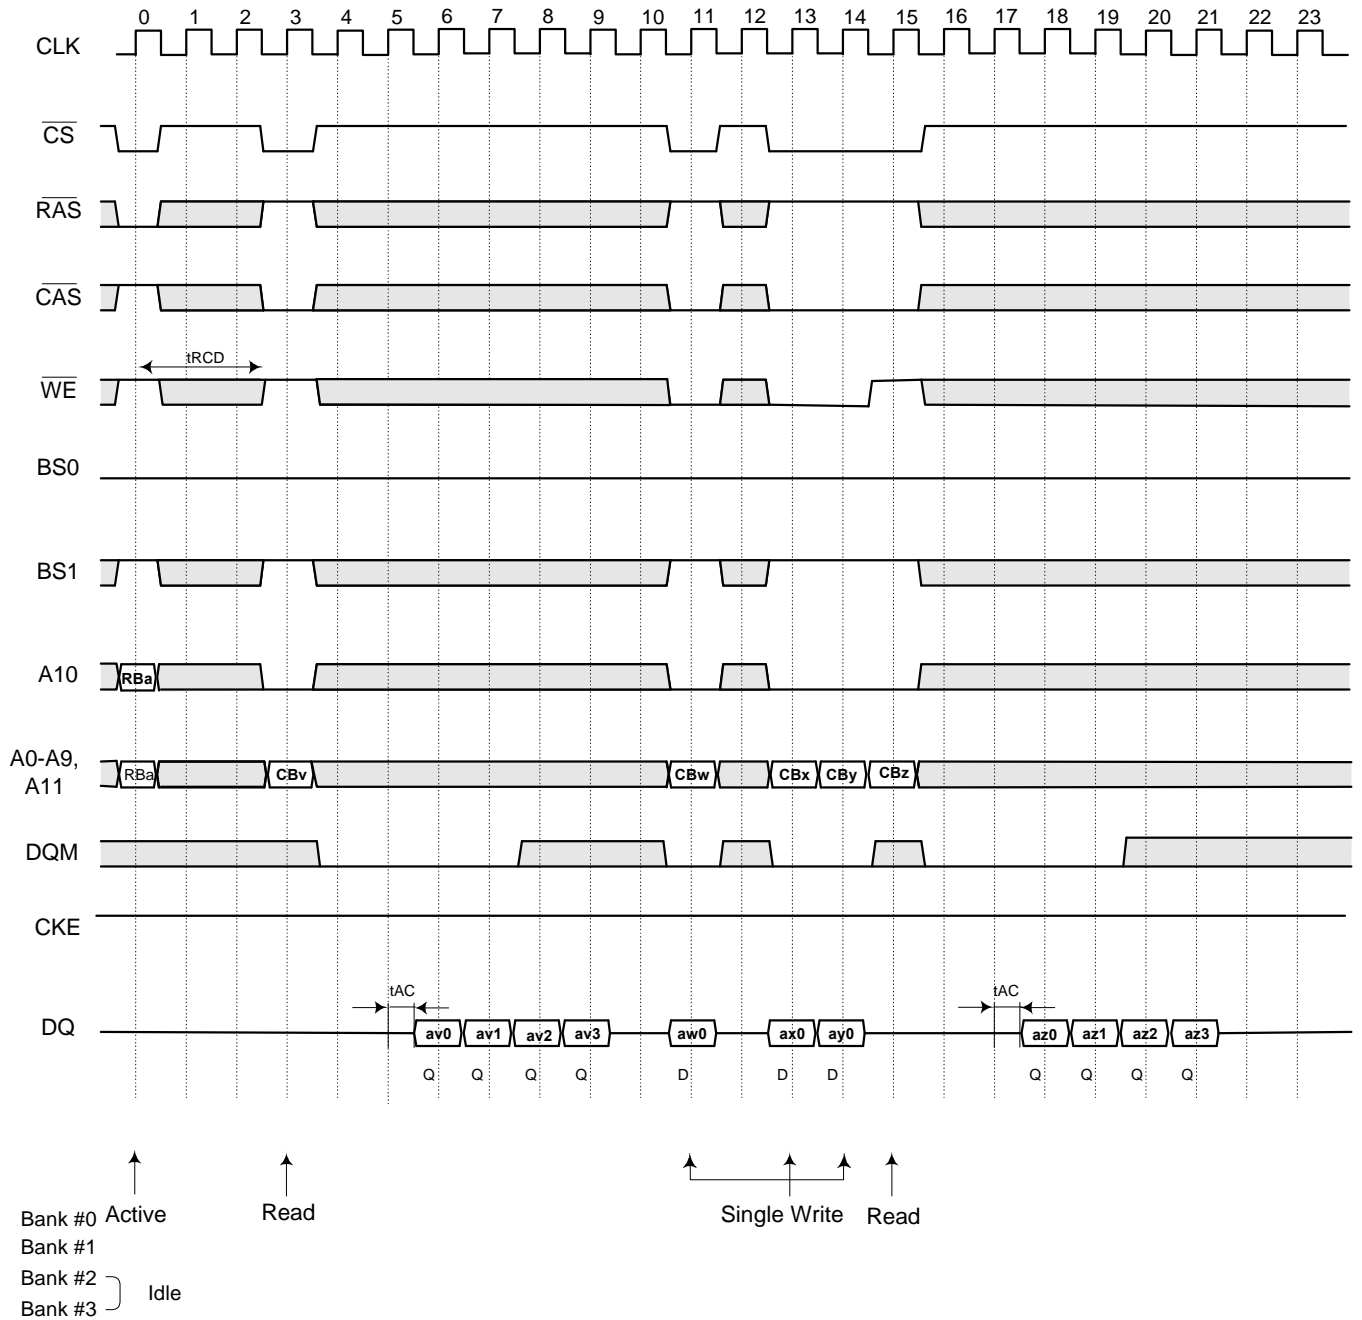 0 1 2 3 4 5 6 7 8 9 10 11 12 13 14 15 16 17 18 19 20 21 22 23
CLK
CS
RAS
CAS
tRCD
WE
BS0
BS1
A10 RBa
A0-A9,
A11
RBa CBv CBw CBx CBy CBz
DQM
CKE
tAC tAC
DQ av0 av1 av2 av3 aw0 ax0 ay0 az0 az1 az2 az3
Q Q Q Q D D D Q Q Q Q
Bank #0 Active Read Single Write Read
Bank #1
Bank #2
Idle
Bank #3